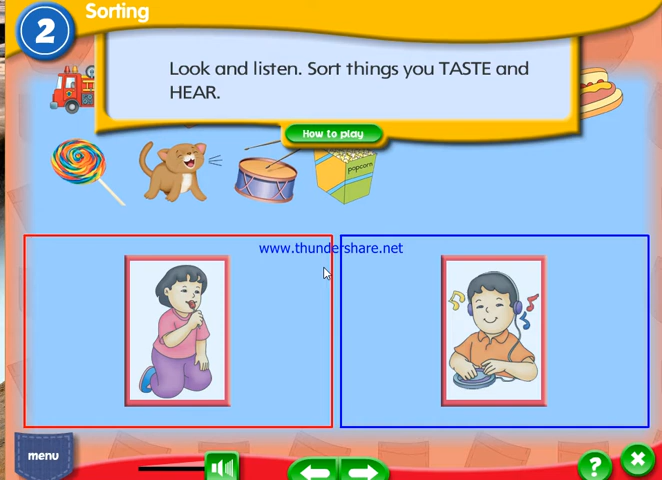 Sorting
2
Look and listen. Sort things you TASTE and
HEAR.
How to play
popcorn
www.thundershare.net
menu
?